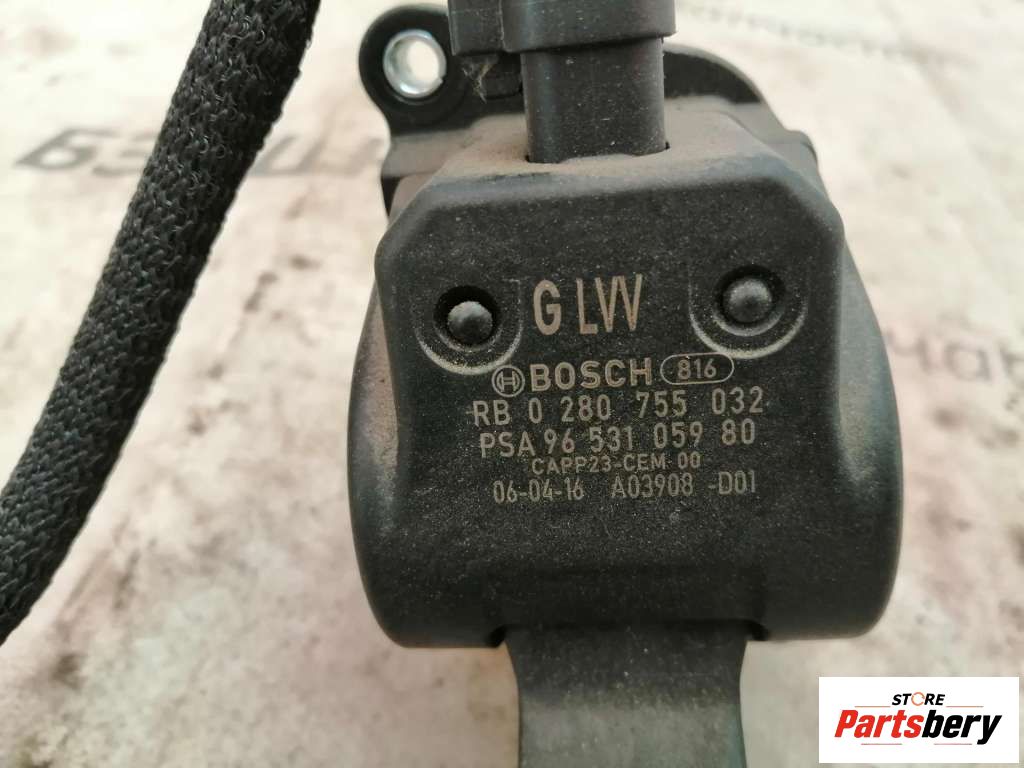 G LVV
BOSCH 816
RB 0 280 755 032
PSA 96 531 059 80
CAPP23-CEM 00
06-04-16 A03908 D01
STORE
Partsbery